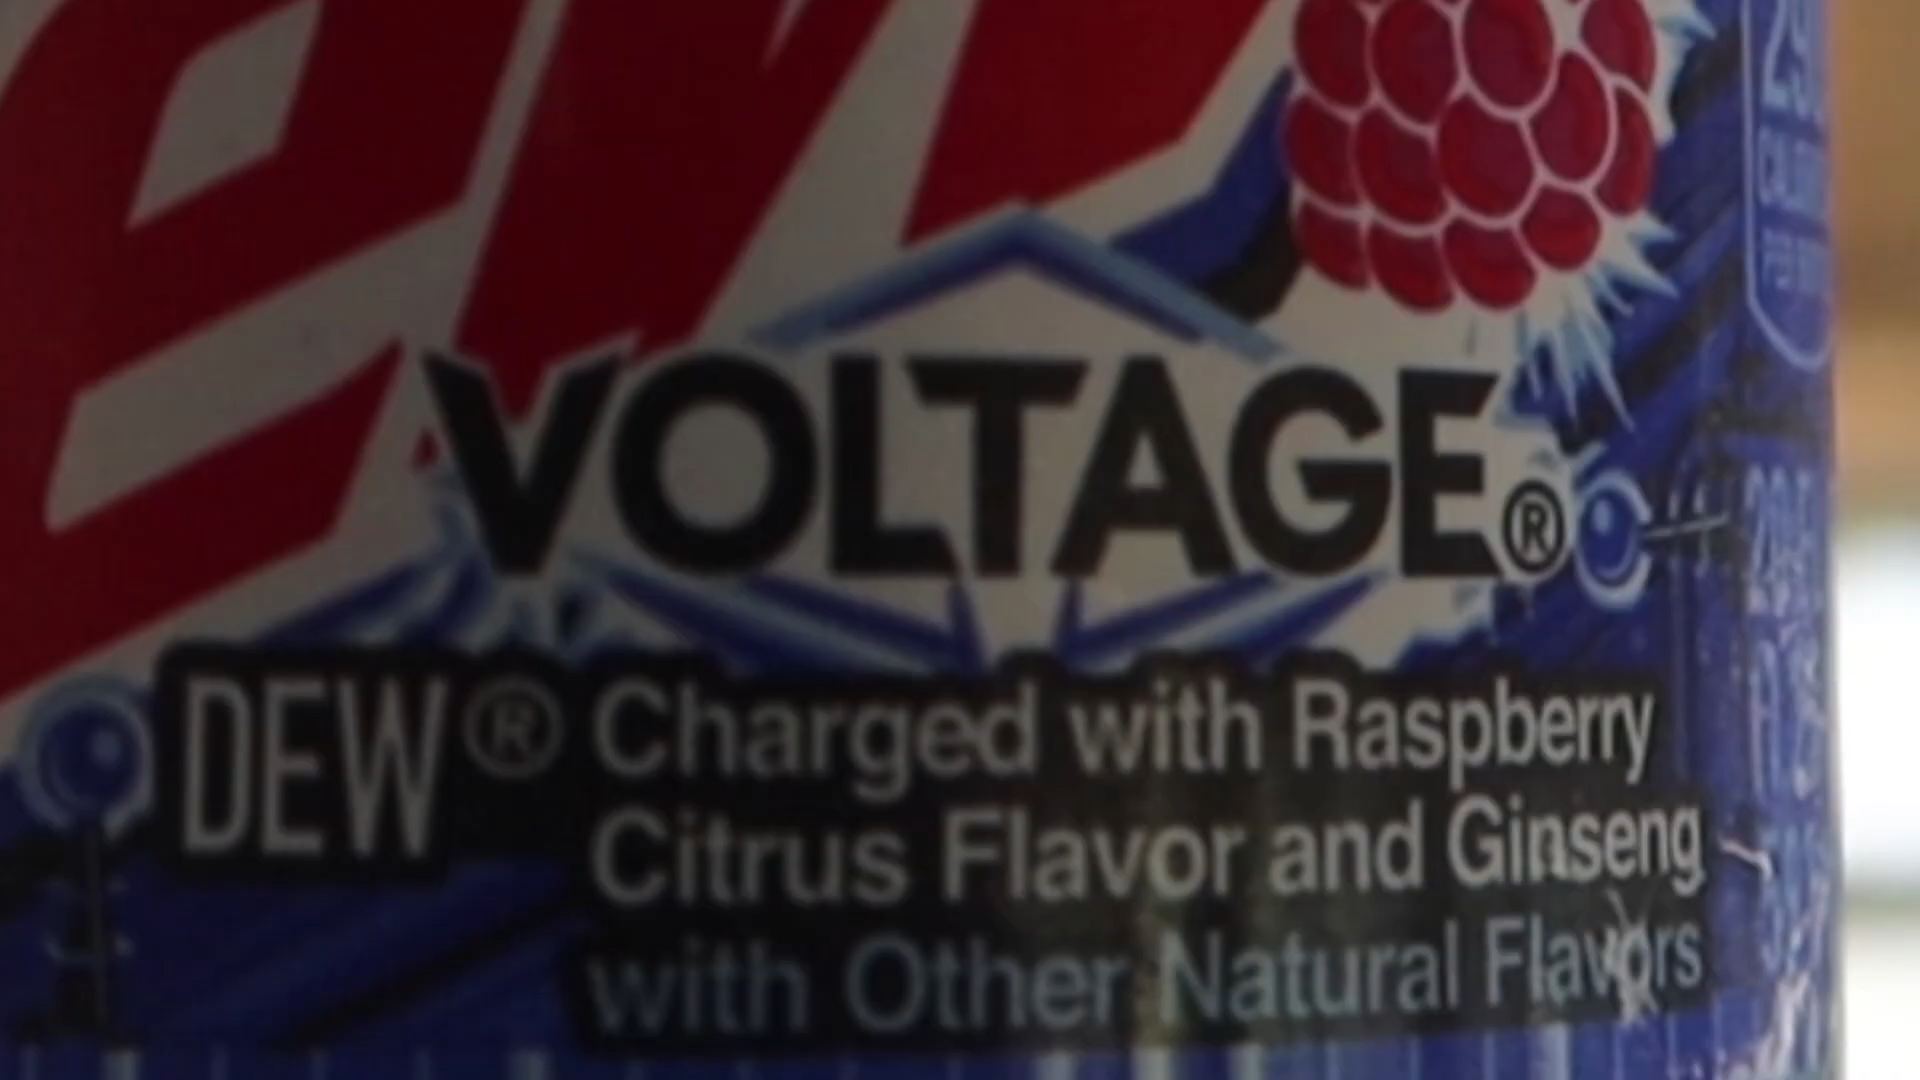 VOLTAGE®
DEW® Charged with Raspberry
Citrus Flavor and Ginseng
with Other Natural Flavors